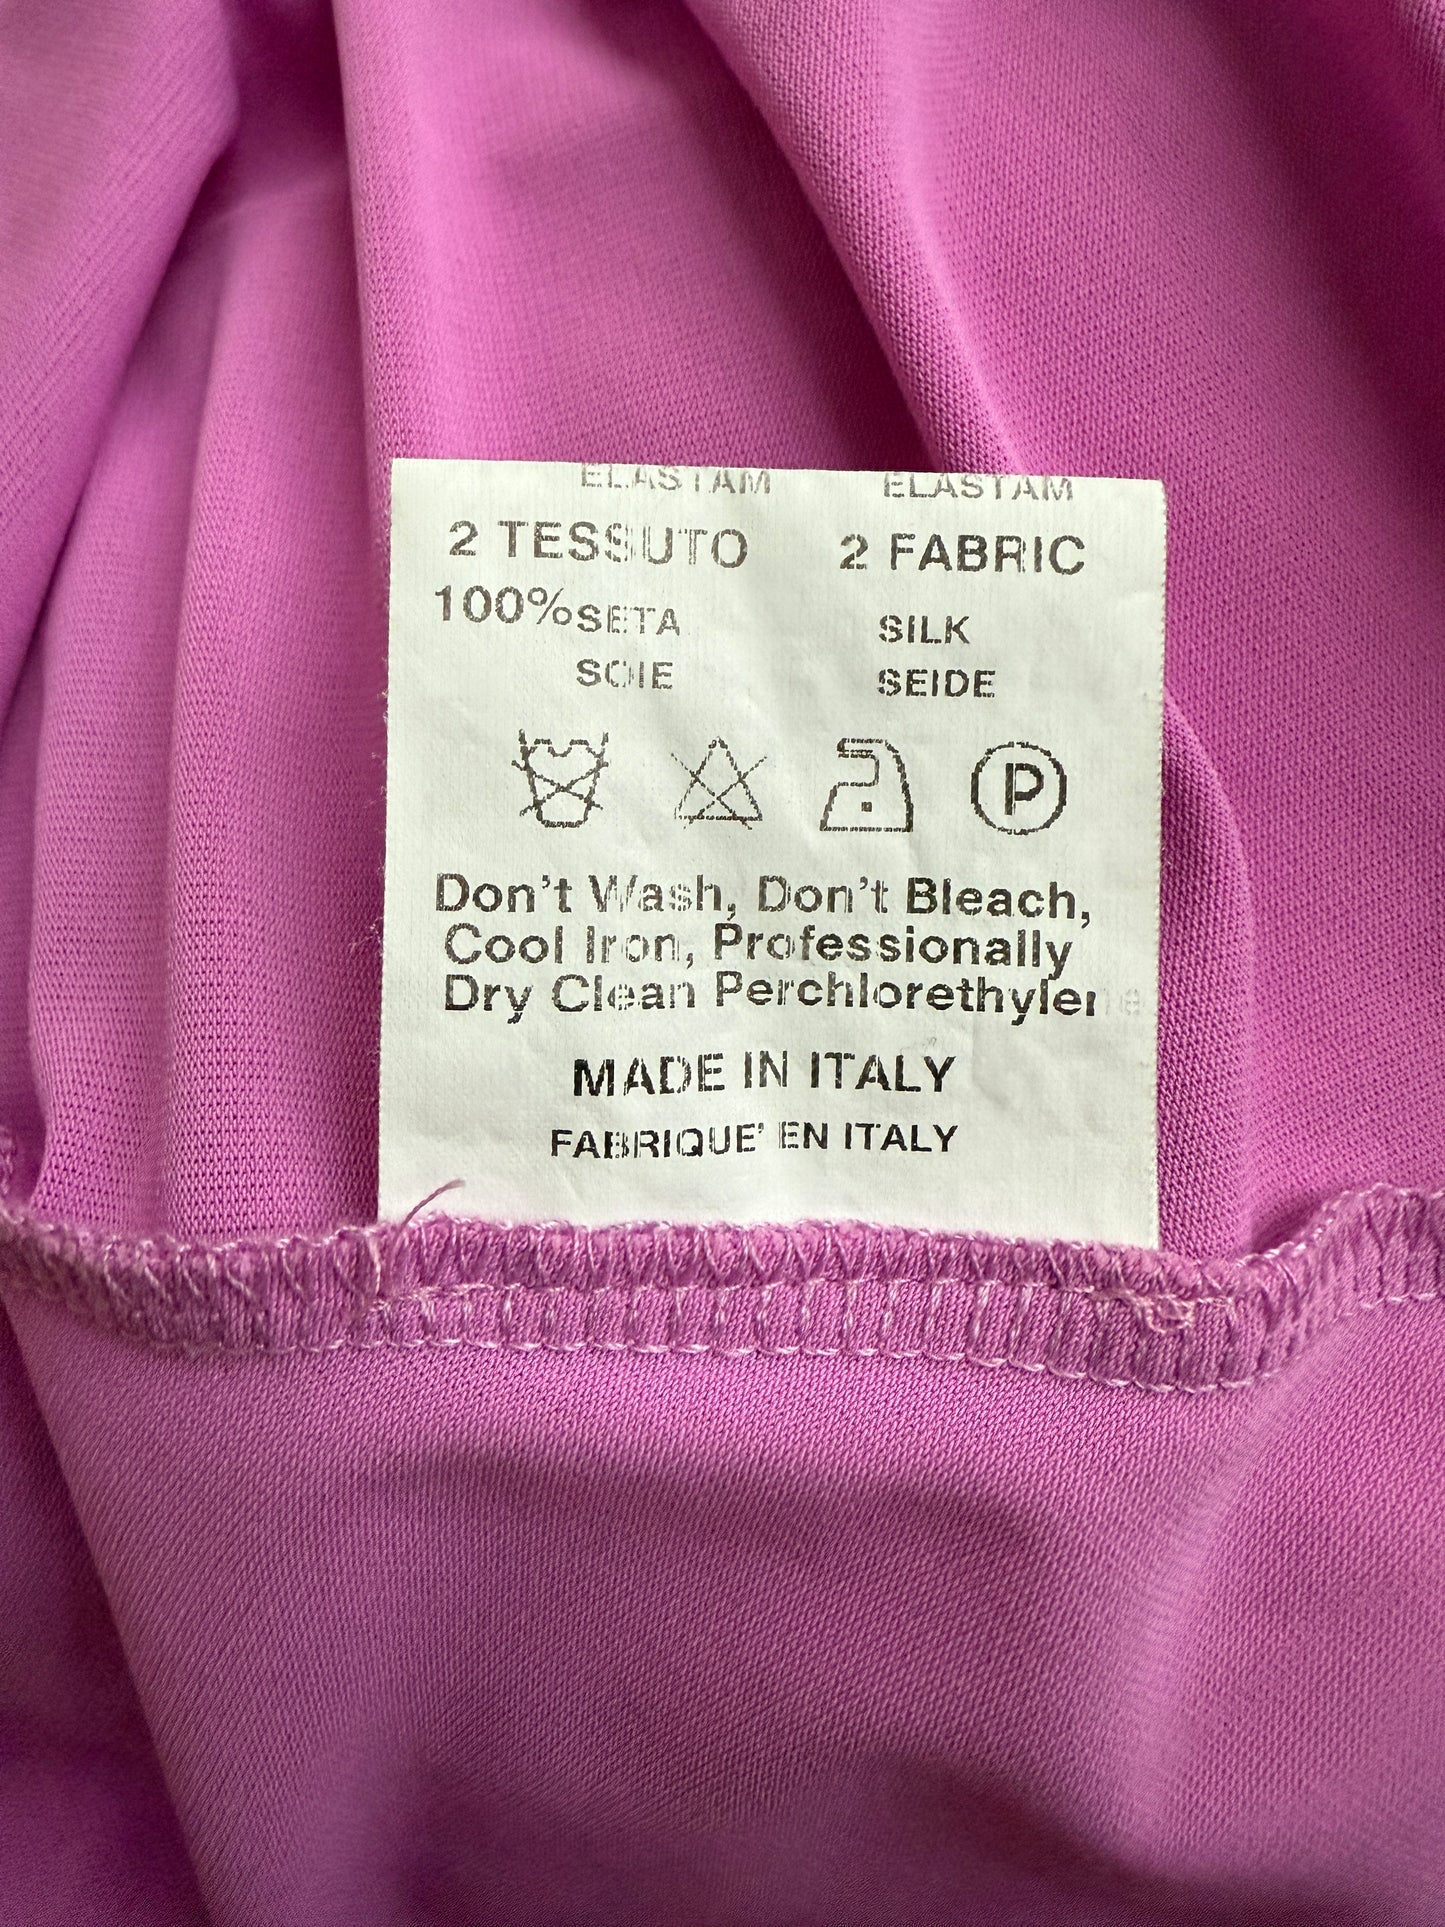 ELASTAM ELASTAM
2 TESSUTO 2 FABRIC
100% SETA SILK
SOIE SEIDE
P
Don't Wash, Don't Bleach,
Cool Iron, Professionally
Dry Clean Perchlorethylene
MADE IN ITALY
FABRIQUE' EN ITALY